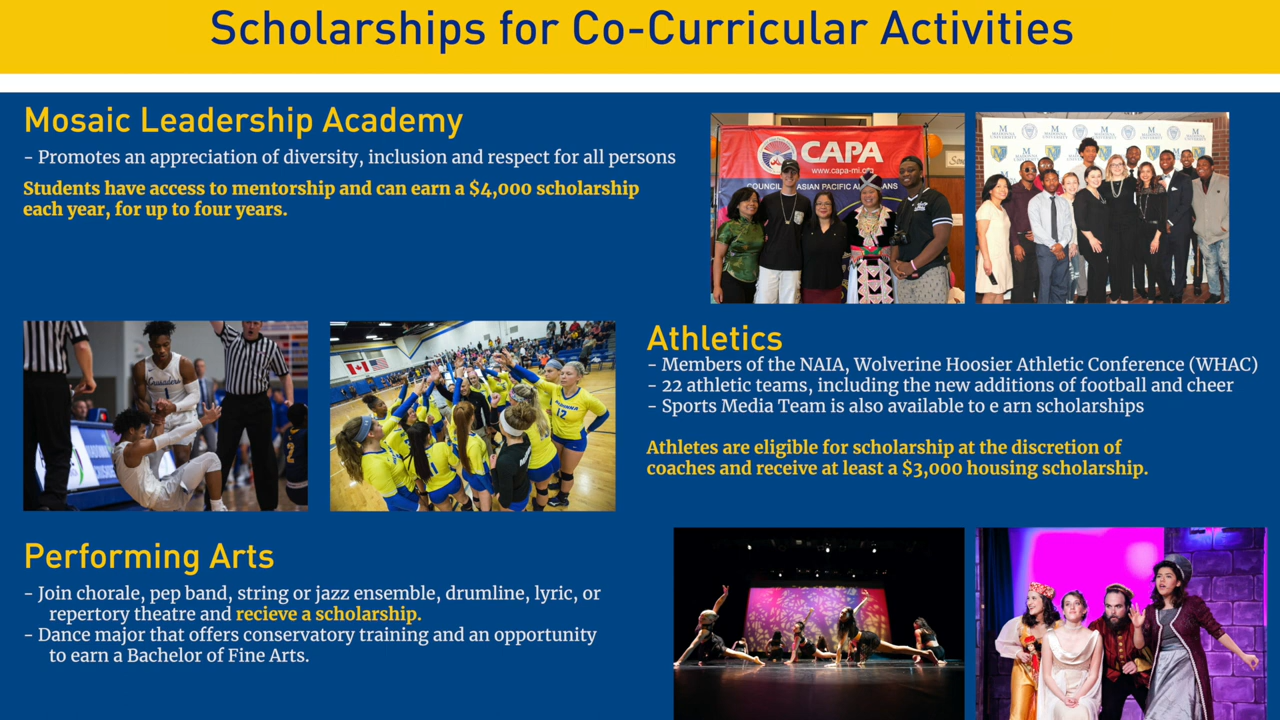 Scholarships for Co-Curricular Activities
Mosaic Leadership Academy
- Promotes an appreciation of diversity, inclusion and respect for all persons
Students have access to mentorship and can earn a $4,000 scholarship
each year, for up to four years.
CAPA
www.capa-mi.org
M
MADONNA
UNIVERSITY
Crusaders
12
2
Athletics
- Members of the NAIA, Wolverine Hoosier Athletic Conference (WHAC)
- 22 athletic teams, including the new additions of football and cheer
- Sports Media Team is also available to e arn scholarships
Athletes are eligible for scholarship at the discretion of
coaches and receive at least a $3,000 housing scholarship.
Performing Arts
- Join chorale, pep band, string or jazz ensemble, drumline, lyric, or
repertory theatre and recieve a scholarship.
- Dance major that offers conservatory training and an opportunity
to earn a Bachelor of Fine Arts.